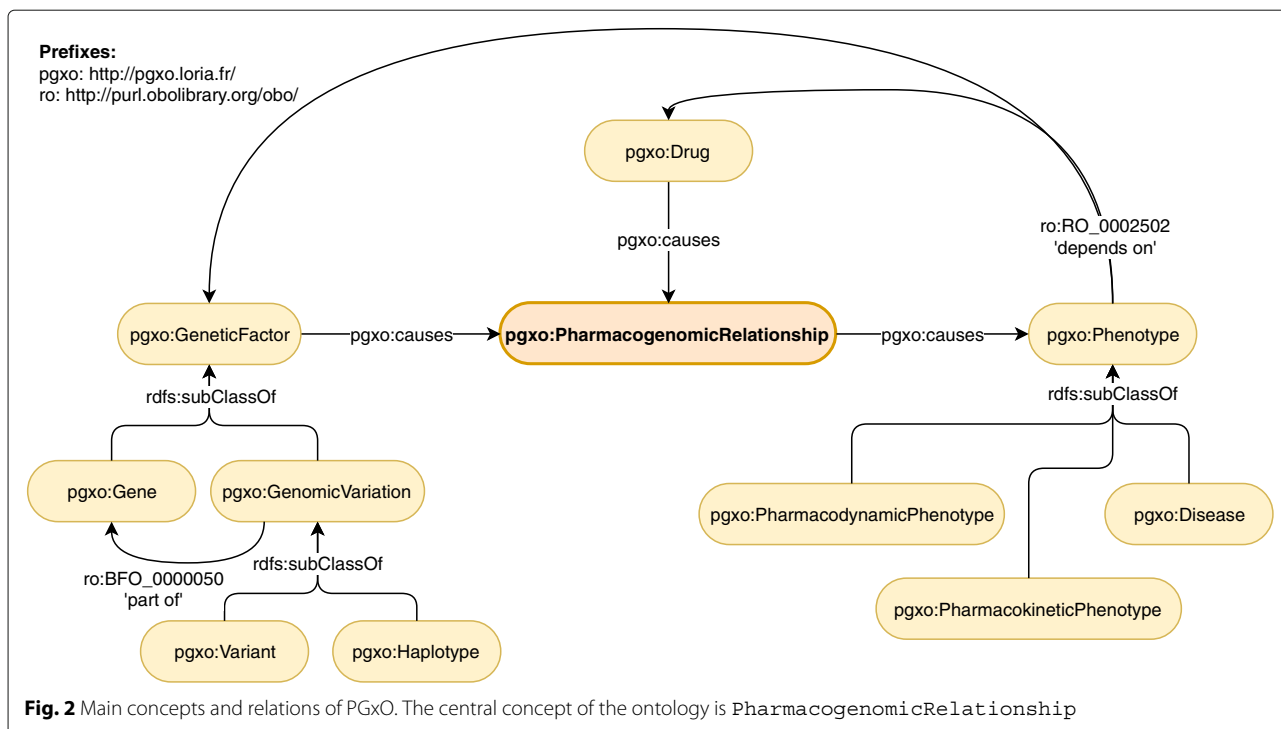 Prefixes:
pgxo: http://pgxo.loria.fr/
ro: http://purl.obolibrary.org/obo/
pgxo:Drug
ro:RO_0002502
'depends on'
pgxo:causes
pgxo:GeneticFactor
pgxo:causes
pgxo:PharmacogenomicRelationship
pgxo:causes
pgxo:Phenotype
rdfs:subClassOf
rdfs:subClassOf
pgxo:Gene
pgxo:GenomicVariation
pgxo:PharmacodynamicPhenotype
pgxo:Disease
ro:BFO_0000050
'part of'
rdfs:subClassOf
pgxo:PharmacokineticPhenotype
pgxo:Variant
pgxo:Haplotype
Fig. 2 Main concepts and relations of PGxO. The central concept of the ontology is PharmacogenomicRelationship